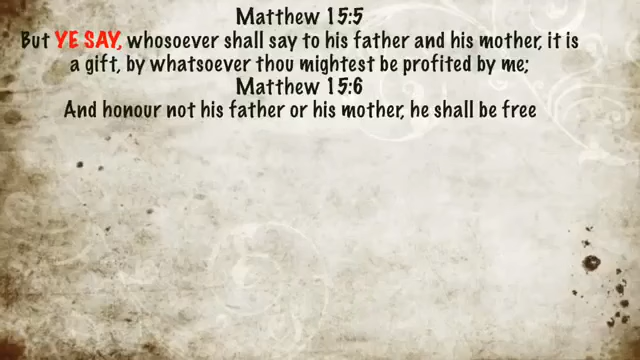 Matthew 15:5
But YE SAY, whosoever shall say to his father and his mother, it is
a gift, by whatsoever thou mightest be profited by me;
Matthew 15:6
And honour not his father or his mother, he shall be free